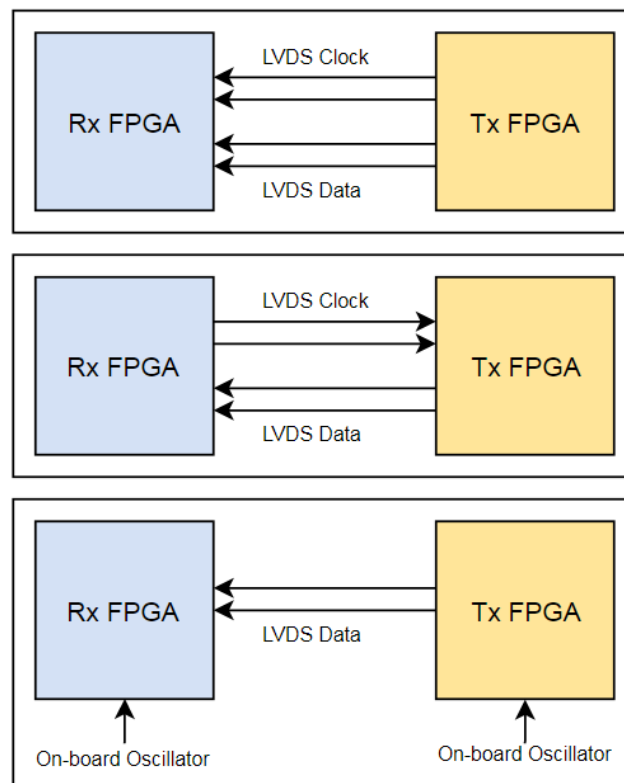 LVDS Clock
Rx FPGA
Tx FPGA
LVDS Data
LVDS Clock
Rx FPGA
Tx FPGA
LVDS Data
Rx FPGA
Tx FPGA
LVDS Data
On-board Oscillator
On-board Oscillator